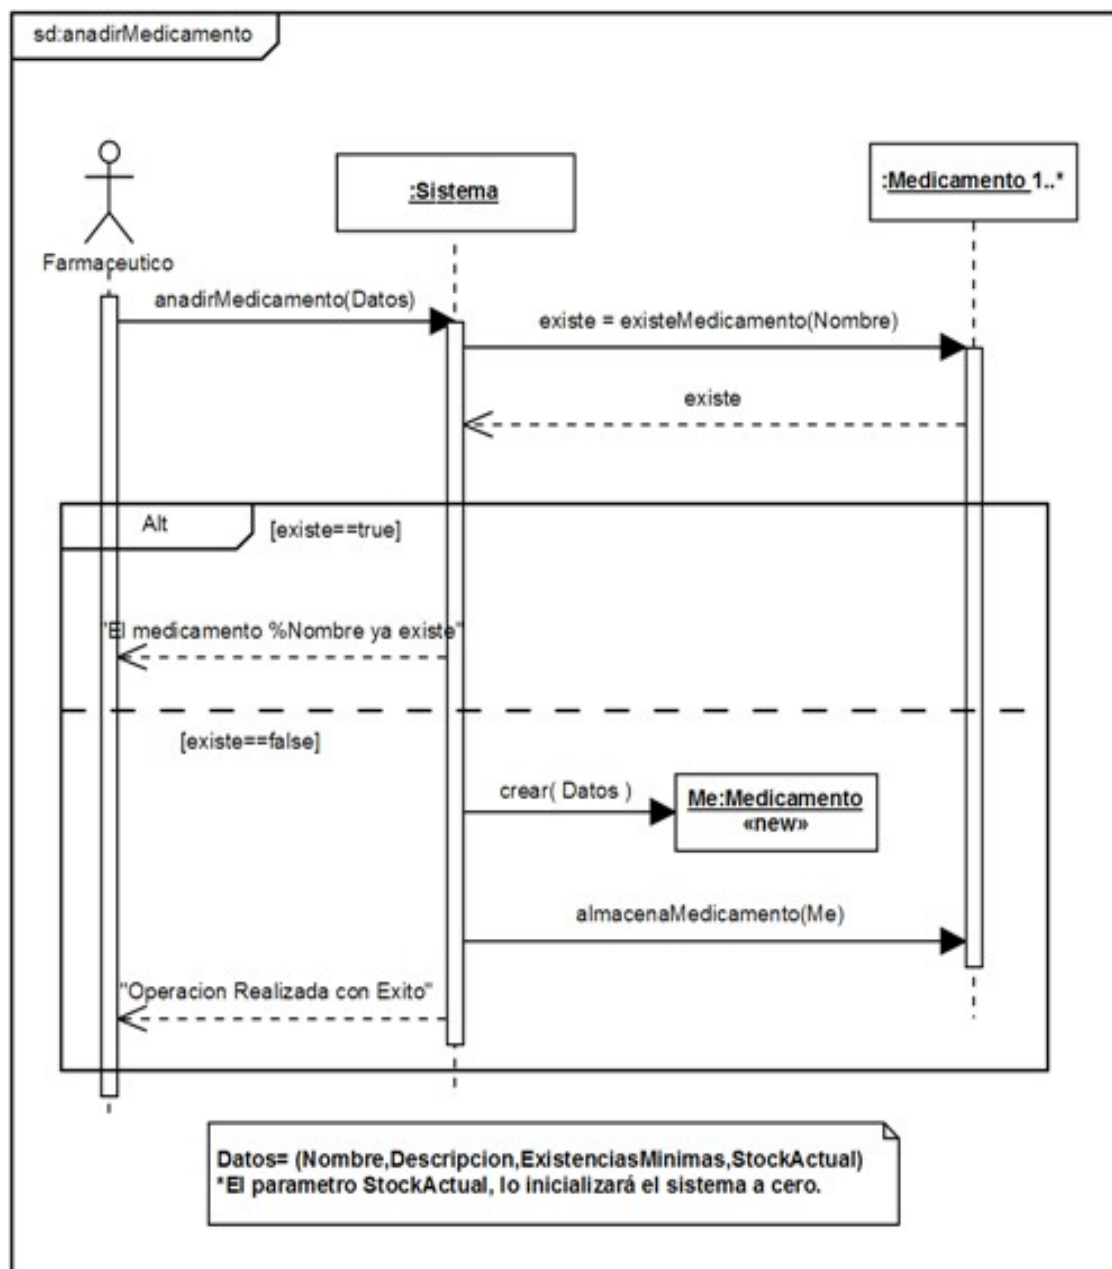 sd:anadirMedicamento
:Sistema
:Medicamento 1..*
Farmaceutico
anadirMedicamento(Datos)
existe = existeMedicamento(Nombre)
existe
Alt
[existe==true]
"El medicamento %Nombre ya existe"
[existe==false]
crear( Datos )
Me:Medicamento
«new»
almacenaMedicamento(Me)
"Operacion Realizada con Exito"
Datos= (Nombre,Descripcion,ExistenciasMinimas,StockActual)
*El parametro StockActual, lo inicializará el sistema a cero.